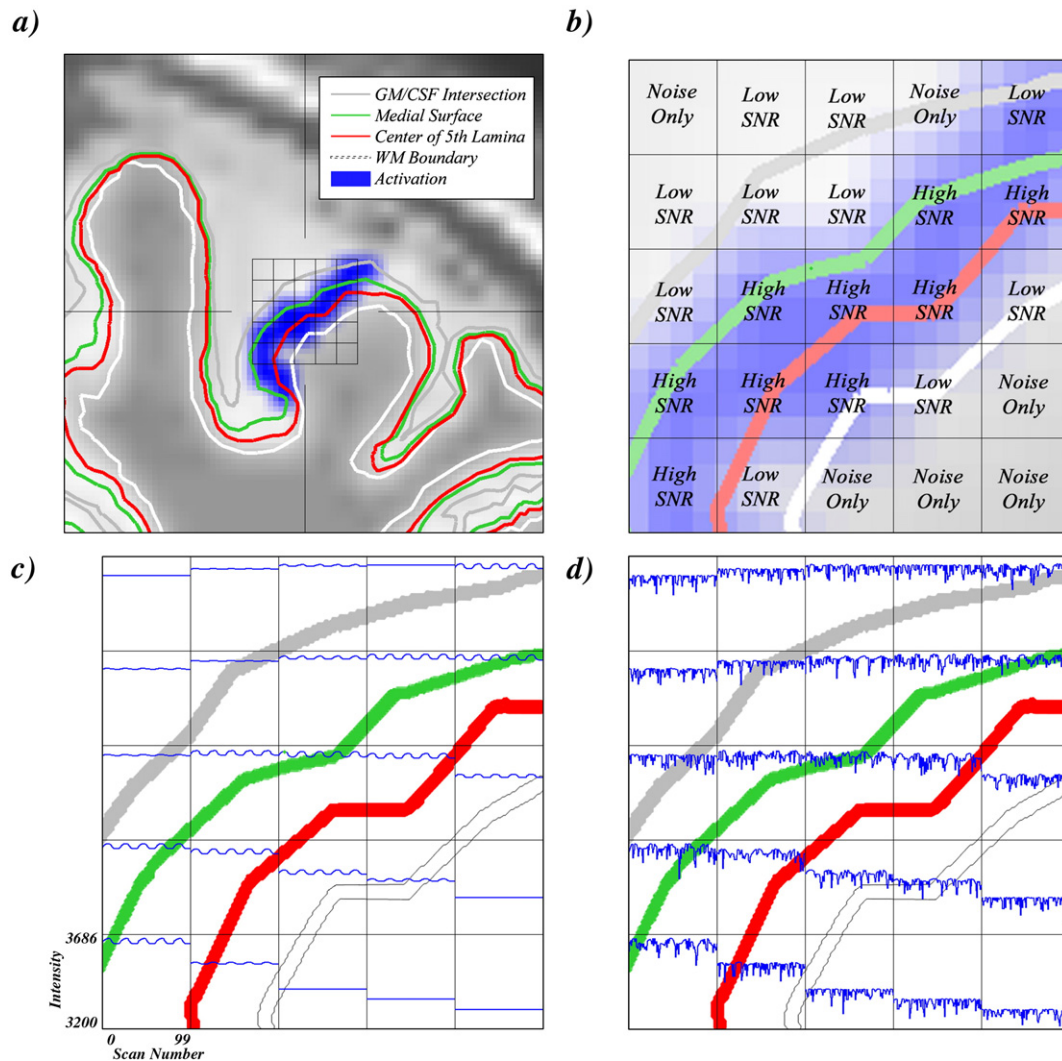 a)
GM/CSF Intersection
Medial Surface
Center of 5th Lamina
WM Boundary
Activation
b)
Noise Only
Low SNR
Low SNR
Noise Only
Low SNR
Low SNR
Low SNR
Low SNR
High SNR
High SNR
Low SNR
High SNR
High SNR
High SNR
Low SNR
High SNR
High SNR
High SNR
Low SNR
Noise Only
High SNR
Low SNR
Noise Only
Noise Only
Noise Only
c)
3686
Intensity
3200
0 99
Scan Number
d)